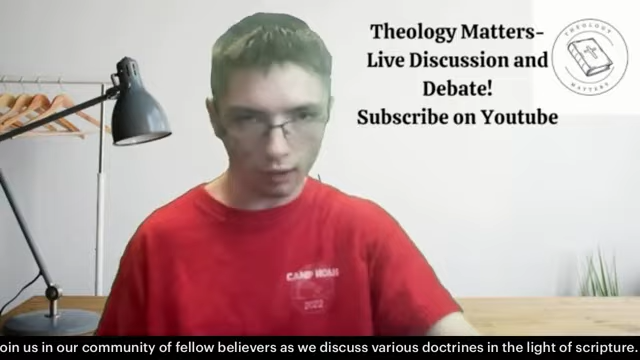 Theology Matters-
Live Discussion and
Debate!
Subscribe on Youtube
THEOLOGY
MATTERS
CAMP
2022
oin us in our community of fellow believers as we discuss various doctrines in the light of scripture.